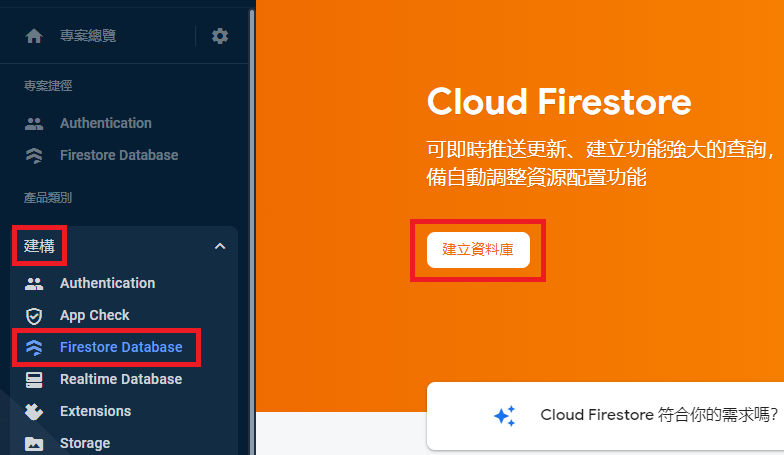 專案總覽
專案捷徑
Authentication
Firestore Database
產品類別
建構
Authentication
App Check
Firestore Database
Realtime Database
Extensions
Storage
Cloud Firestore
可即時推送更新、建立功能強大的查詢，
備自動調整資源配置功能
建立資料庫
Cloud Firestore 符合你的需求嗎？